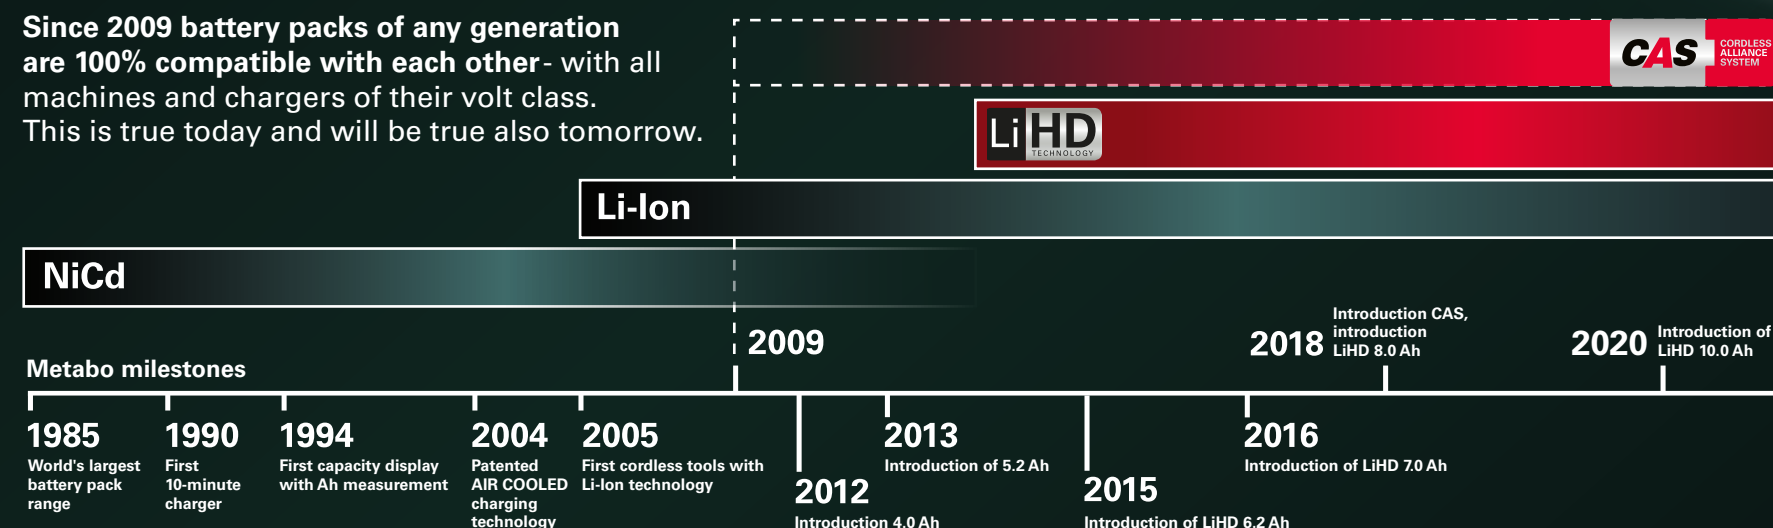 Since 2009 battery packs of any generation
are 100% compatible with each other - with all
machines and chargers of their volt class.
This is true today and will be true also tomorrow.
CAS
CORDLESS
ALLIANCE
SYSTEM
LiHD
TECHNOLOGY
Li-Ion
NiCd
Metabo milestones
1985
World's largest
battery pack
range
1990
First
10-minute
charger
1994
First capacity display
with Ah measurement
2004
Patented
AIR COOLED
charging
technology
2005
First cordless tools with
Li-Ion technology
2009
2012
Introduction 4.0 Ah
2013
Introduction of 5.2 Ah
2015
Introduction of LiHD 6.2 Ah
2016
Introduction of LiHD 7.0 Ah
2018
Introduction CAS,
introduction
LiHD 8.0 Ah
2020
Introduction of
LiHD 10.0 Ah